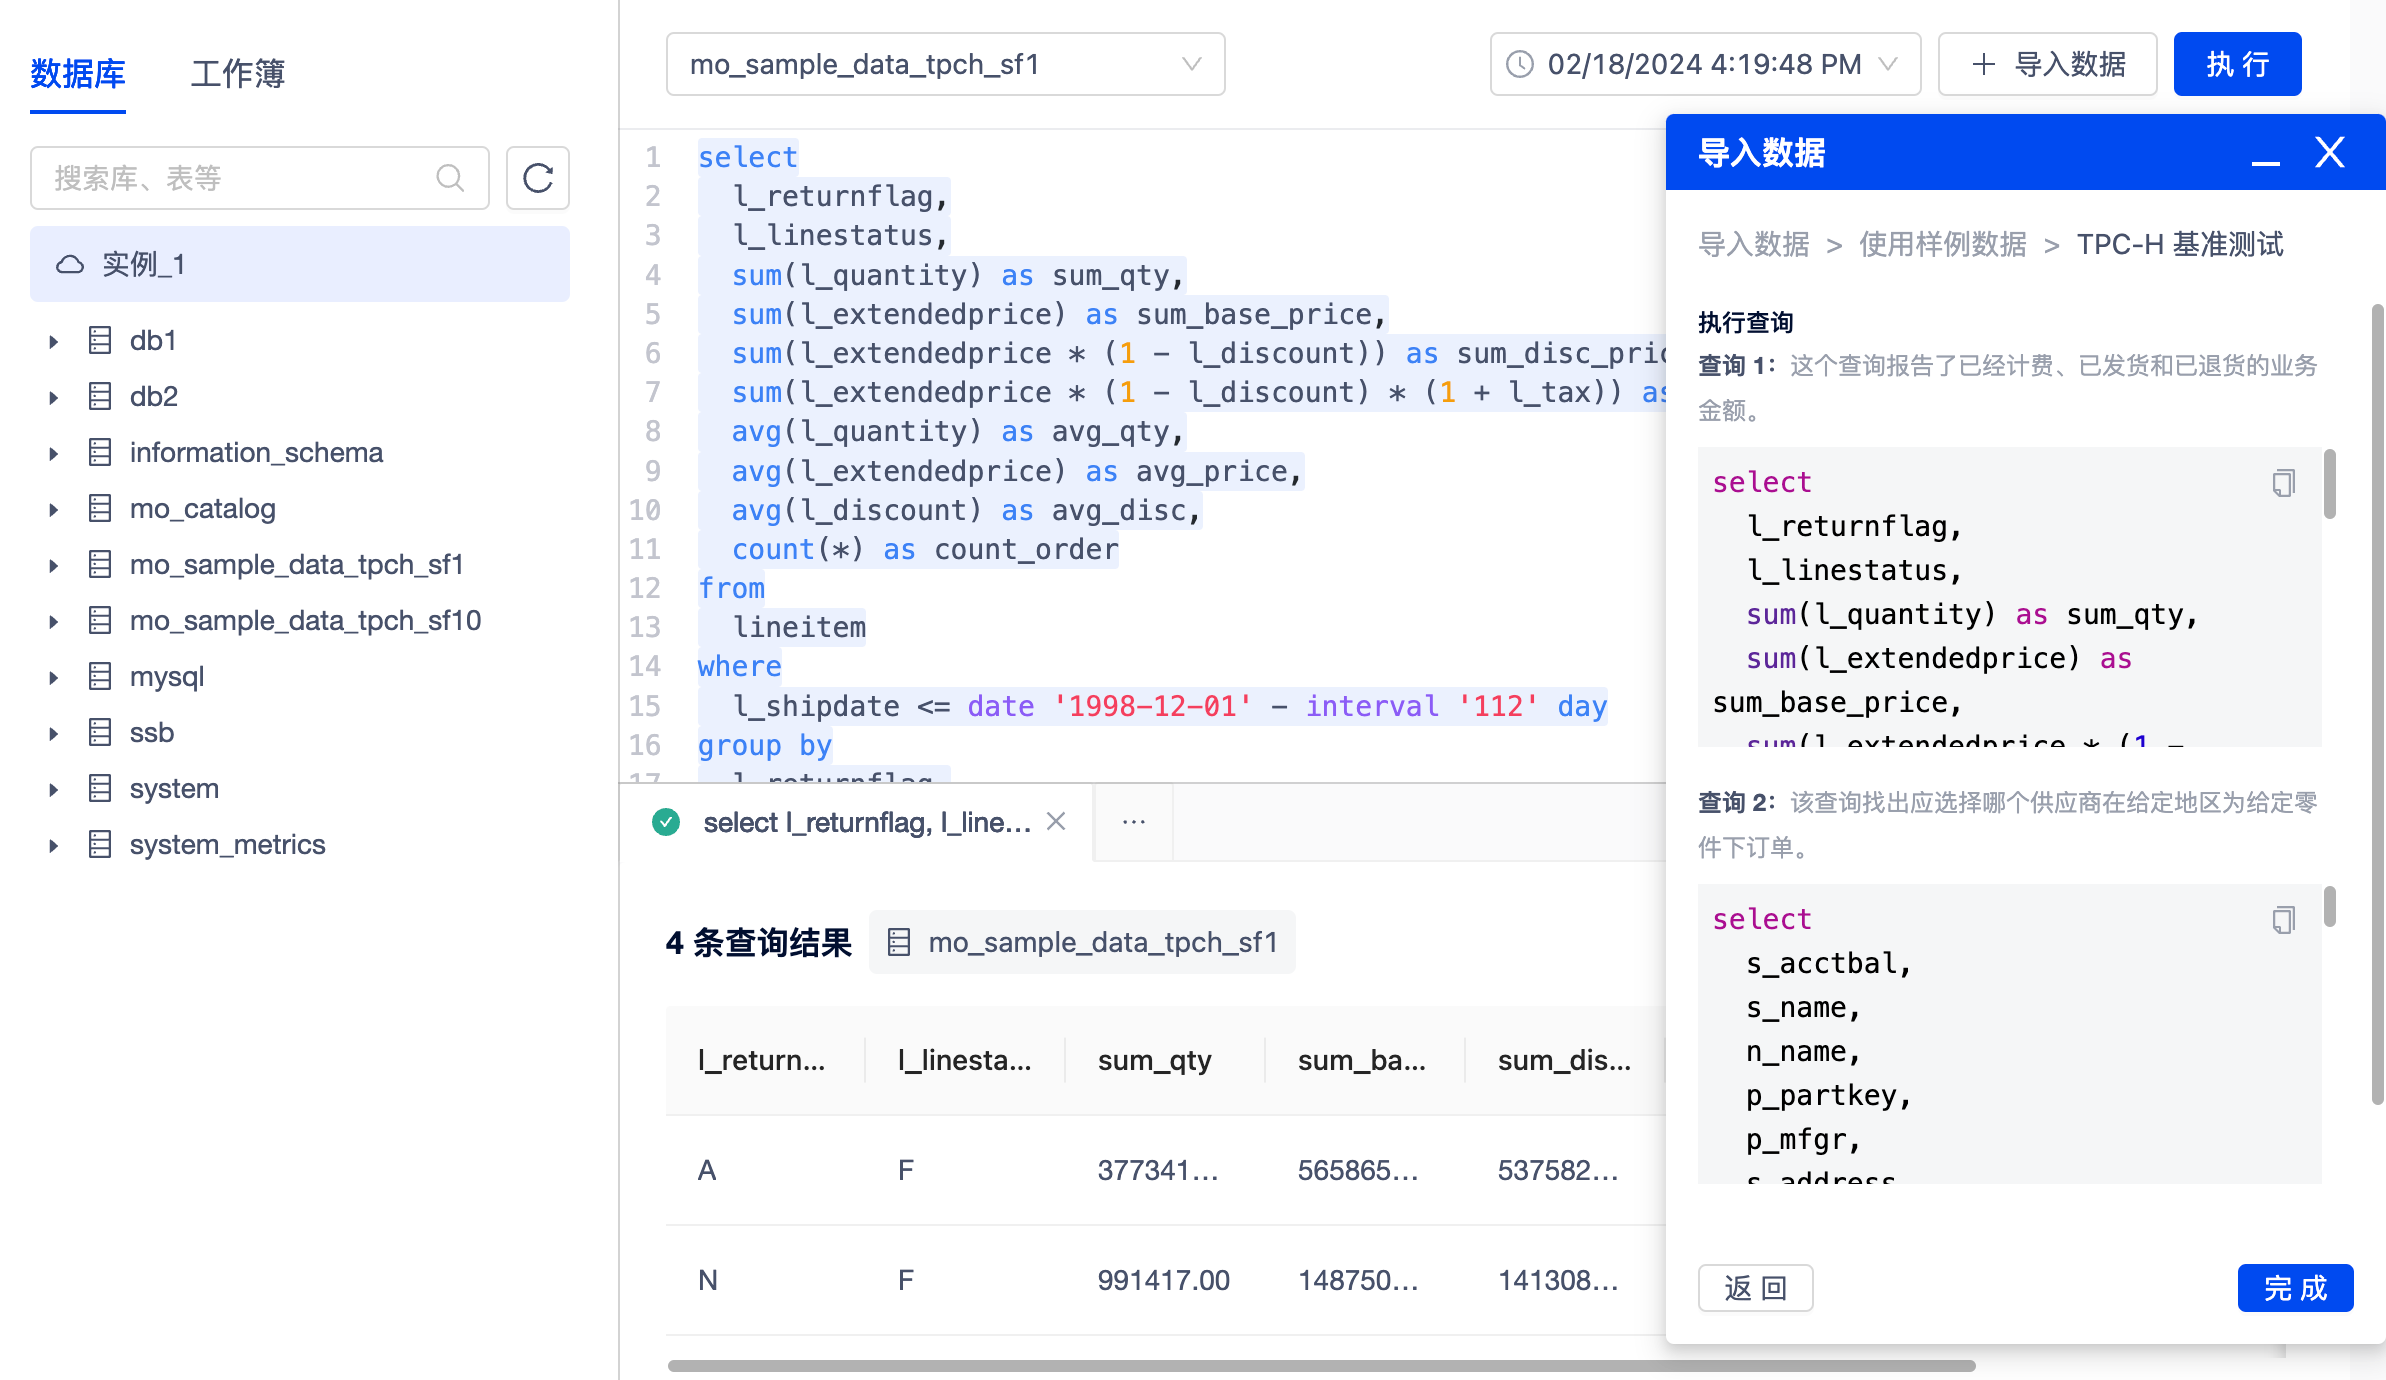 数据库
工作簿
搜索库、表等
实例_1
db1
db2
information_schema
mo_catalog
mo_sample_data_tpch_sf1
mo_sample_data_tpch_sf10
mysql
ssb
system
system_metrics
mo_sample_data_tpch_sf1
02/18/2024 4:19:48 PM
导入数据
执 行
1 select
2 l_returnflag,
3 l_linestatus,
4 sum(l_quantity) as sum_qty,
5 sum(l_extendedprice) as sum_base_price,
6 sum(l_extendedprice * (1 - l_discount)) as sum_disc_pric
7 sum(l_extendedprice * (1 - l_discount) * (1 + l_tax)) as
8 avg(l_quantity) as avg_qty,
9 avg(l_extendedprice) as avg_price,
10 avg(l_discount) as avg_disc,
11 count(*) as count_order
12 from
13 lineitem
14 where
15 l_shipdate <= date '1998-12-01' - interval '112' day
16 group by
17 l_returnflag
select l_returnflag, l_line...
4 条查询结果
mo_sample_data_tpch_sf1
l_return... l_linesta... sum_qty sum_ba... sum_dis...
A F 377341... 565865... 537582...
N F 991417.00 148750... 141308...
导入数据
导入数据 > 使用样例数据 > TPC-H 基准测试
执行查询
查询 1：这个查询报告了已经计费、已发货和已退货的业务
金额。
select
l_returnflag,
l_linestatus,
sum(l_quantity) as sum_qty,
sum(l_extendedprice) as
sum_base_price,
sum(l_extendedprice * (1 -
查询 2：该查询找出应选择哪个供应商在给定地区为给定零
件下订单。
select
s_acctbal,
s_name,
n_name,
p_partkey,
p_mfgr,
s_address
返 回
完 成